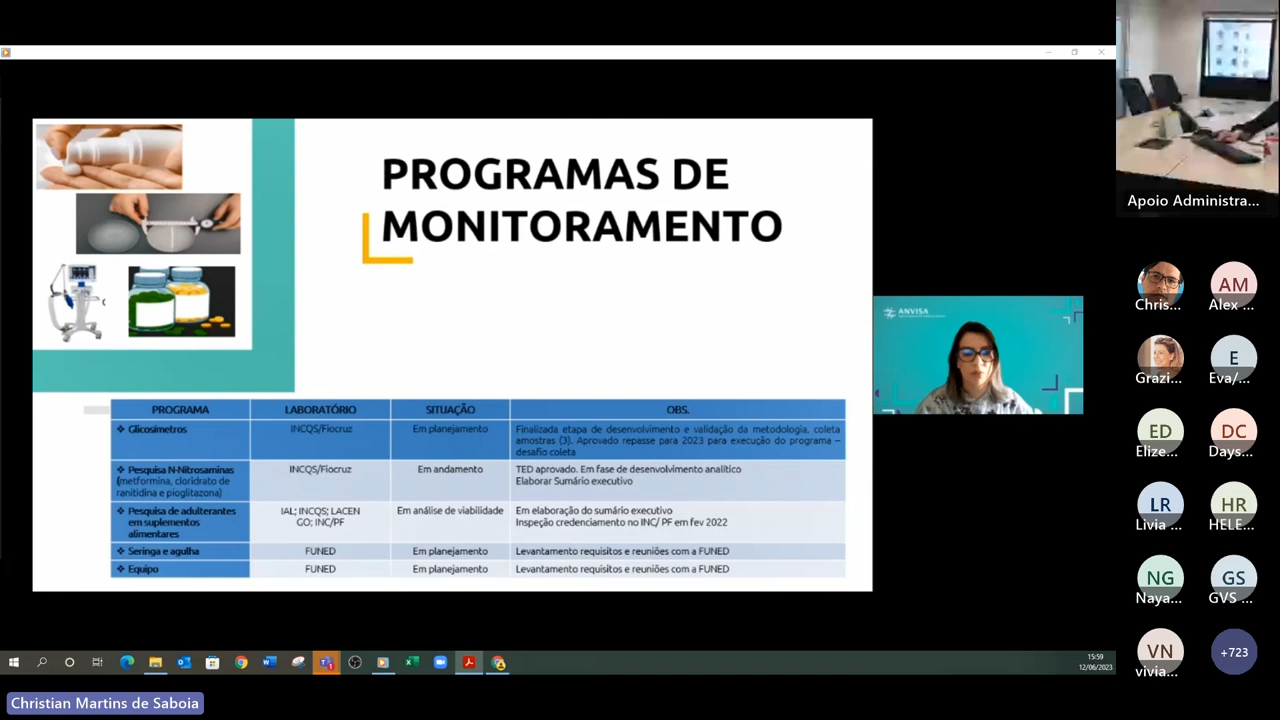 PROGRAMAS DE
MONITORAMENTO
ANVISA
PROGRAMA LABORATÓRIO SITUAÇÃO OBS.
❖ Glicosímetros INCQS/Fiocruz Em planejamento Finalizada etapa de desenvolvimento e validação da metodologia, coleta
amostras (3). Aprovado repasse para 2023 para execução do programa –
desafio coleta
❖ Pesquisa N-Nitrosaminas INCQS/Fiocruz Em andamento TED aprovado. Em fase de desenvolvimento analítico
(metformina, cloridrato de Elaborar Sumário executivo
ranitidina e pioglitazona)
❖ Pesquisa de adulterantes IAL; INCQS; LACEN Em análise de viabilidade Em elaboração do sumário executivo
em suplementos GO; INC/PF Inspeção credenciamento no INC/ PF em fev 2022
alimentares
❖ Seringa e agulha FUNED Em planejamento Levantamento requisitos e reuniões com a FUNED
❖ Equipo FUNED Em planejamento Levantamento requisitos e reuniões com a FUNED
Apoio Administra...
Chris... AM Alex ...
Grazi... E Eva/...
ED Elize... DC Days...
LR Livia ... HR HELE...
NG Naya... GS GVS ...
VN vivia... +723
15:59
12/06/2023
Christian Martins de Saboia